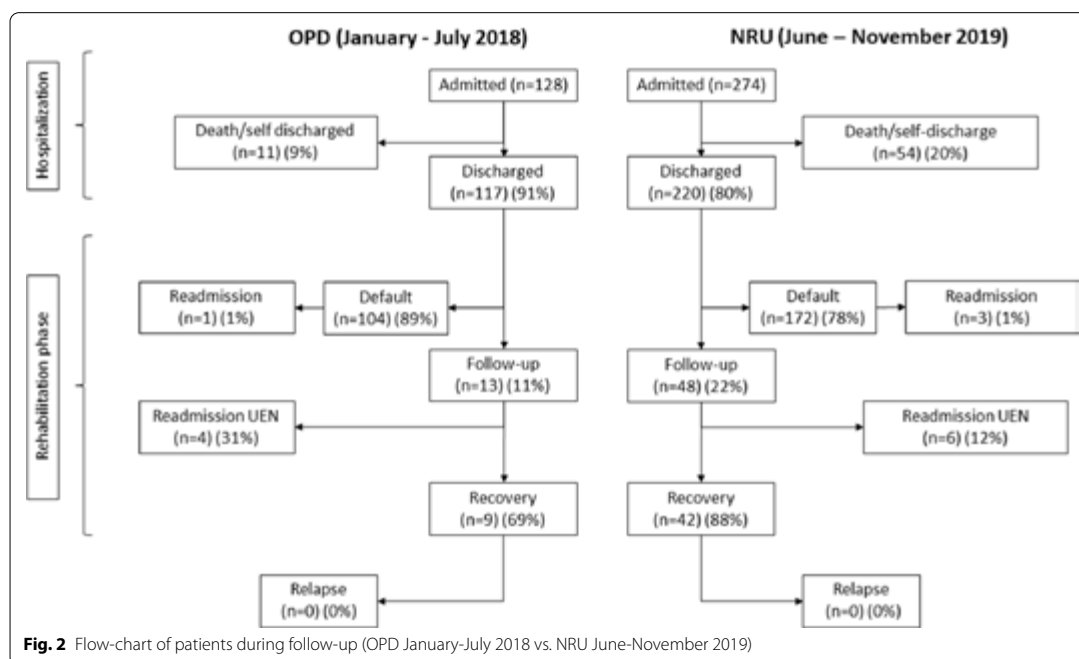 OPD (January - July 2018)
NRU (June – November 2019)
Hospitalization
Admitted (n=128)
Admitted (n=274)
Death/self discharged
(n=11) (9%)
Death/self-discharge
(n=54) (20%)
Discharged
(n=117) (91%)
Discharged
(n=220) (80%)
Rehabilitation phase
Readmission
(n=1) (1%)
Default
(n=104) (89%)
Default
(n=172) (78%)
Readmission
(n=3) (1%)
Follow-up
(n=13) (11%)
Follow-up
(n=48) (22%)
Readmission UEN
(n=4) (31%)
Readmission UEN
(n=6) (12%)
Recovery
(n=9) (69%)
Recovery
(n=42) (88%)
Relapse
(n=0) (0%)
Relapse
(n=0) (0%)
Fig. 2 Flow-chart of patients during follow-up (OPD January-July 2018 vs. NRU June-November 2019)